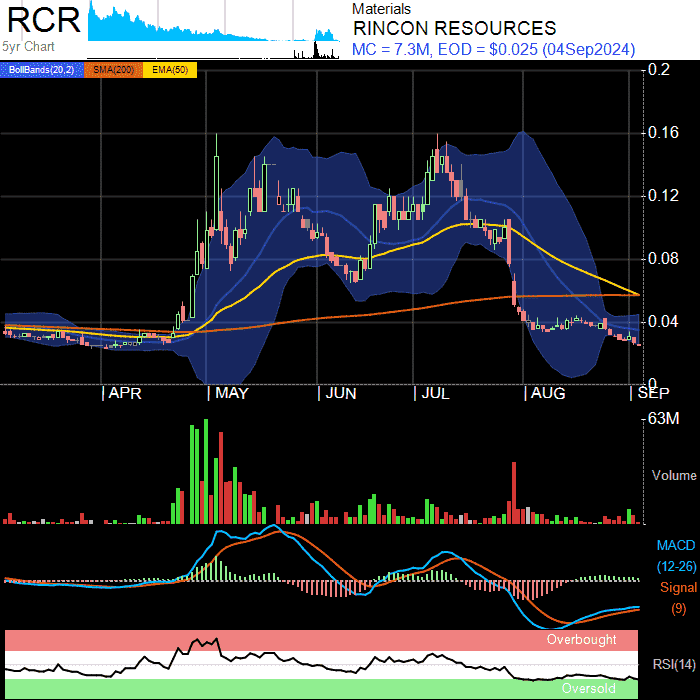 RCR
5yr Chart
Materials
RINCON RESOURCES
MC = 7.3M, EOD = $0.025 (04Sep2024)
BollBands(20,2) SMA(200) EMA(50)
0.2
0.16
0.12
0.08
0.04
0
APR MAY JUN JUL AUG SEP
63M
Volume
MACD
(12-26)
Signal
(9)
Overbought
RSI(14)
Oversold